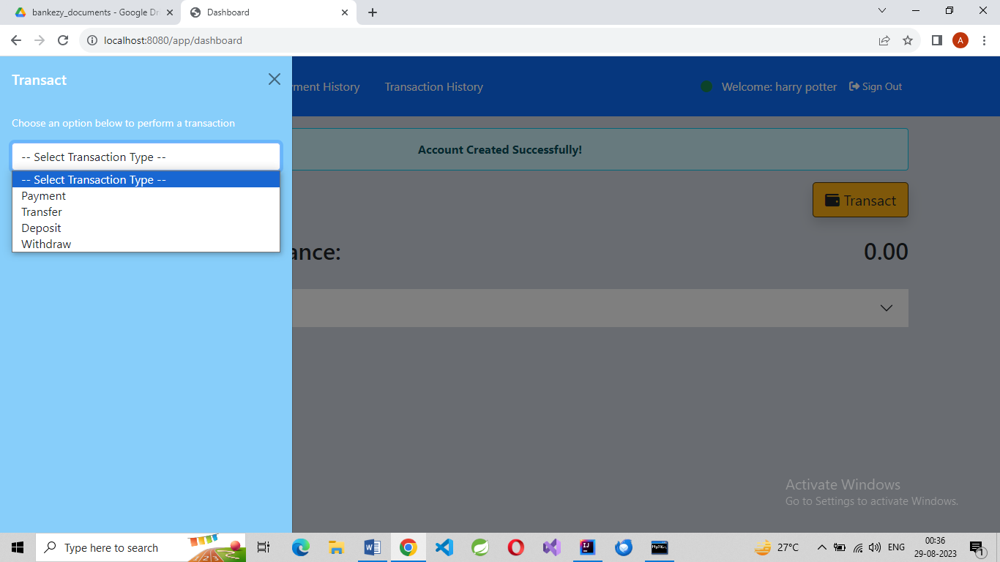 bankezy_documents - Google Dr
Dashboard
localhost:8080/app/dashboard
A
Transact
yment History
Transaction History
Welcome: harry potter
Sign Out
Choose an option below to perform a transaction
-- Select Transaction Type --
Account Created Successfully!
-- Select Transaction Type --
Payment
Transfer
Deposit
Withdraw
Transact
ance:
0.00
Activate Windows
Go to Settings to activate Windows.
Type here to search
27°C
ENG
00:36
29-08-2023
1